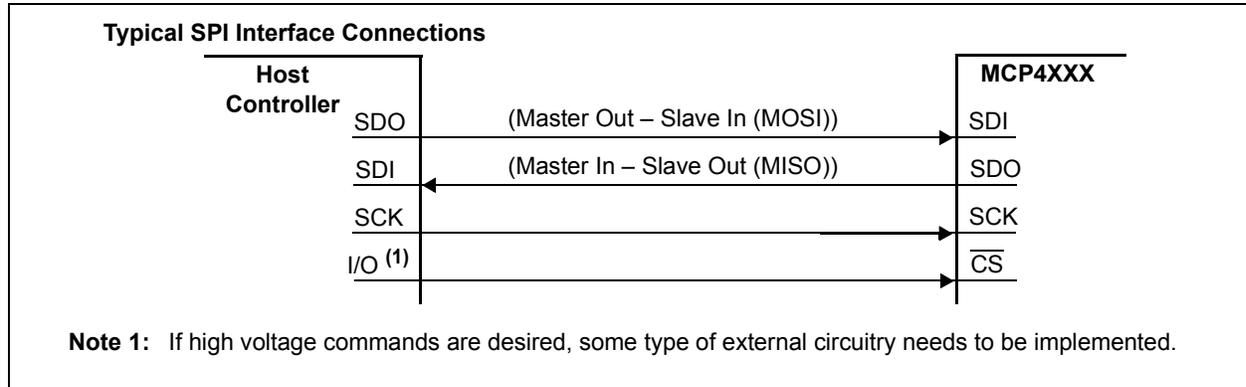 Typical SPI Interface Connections
Host
Controller
MCP4XXX
SDO (Master Out – Slave In (MOSI)) SDI
SDI (Master In – Slave Out (MISO)) SDO
SCK SCK
I/O (1) CS
Note 1: If high voltage commands are desired, some type of external circuitry needs to be implemented.